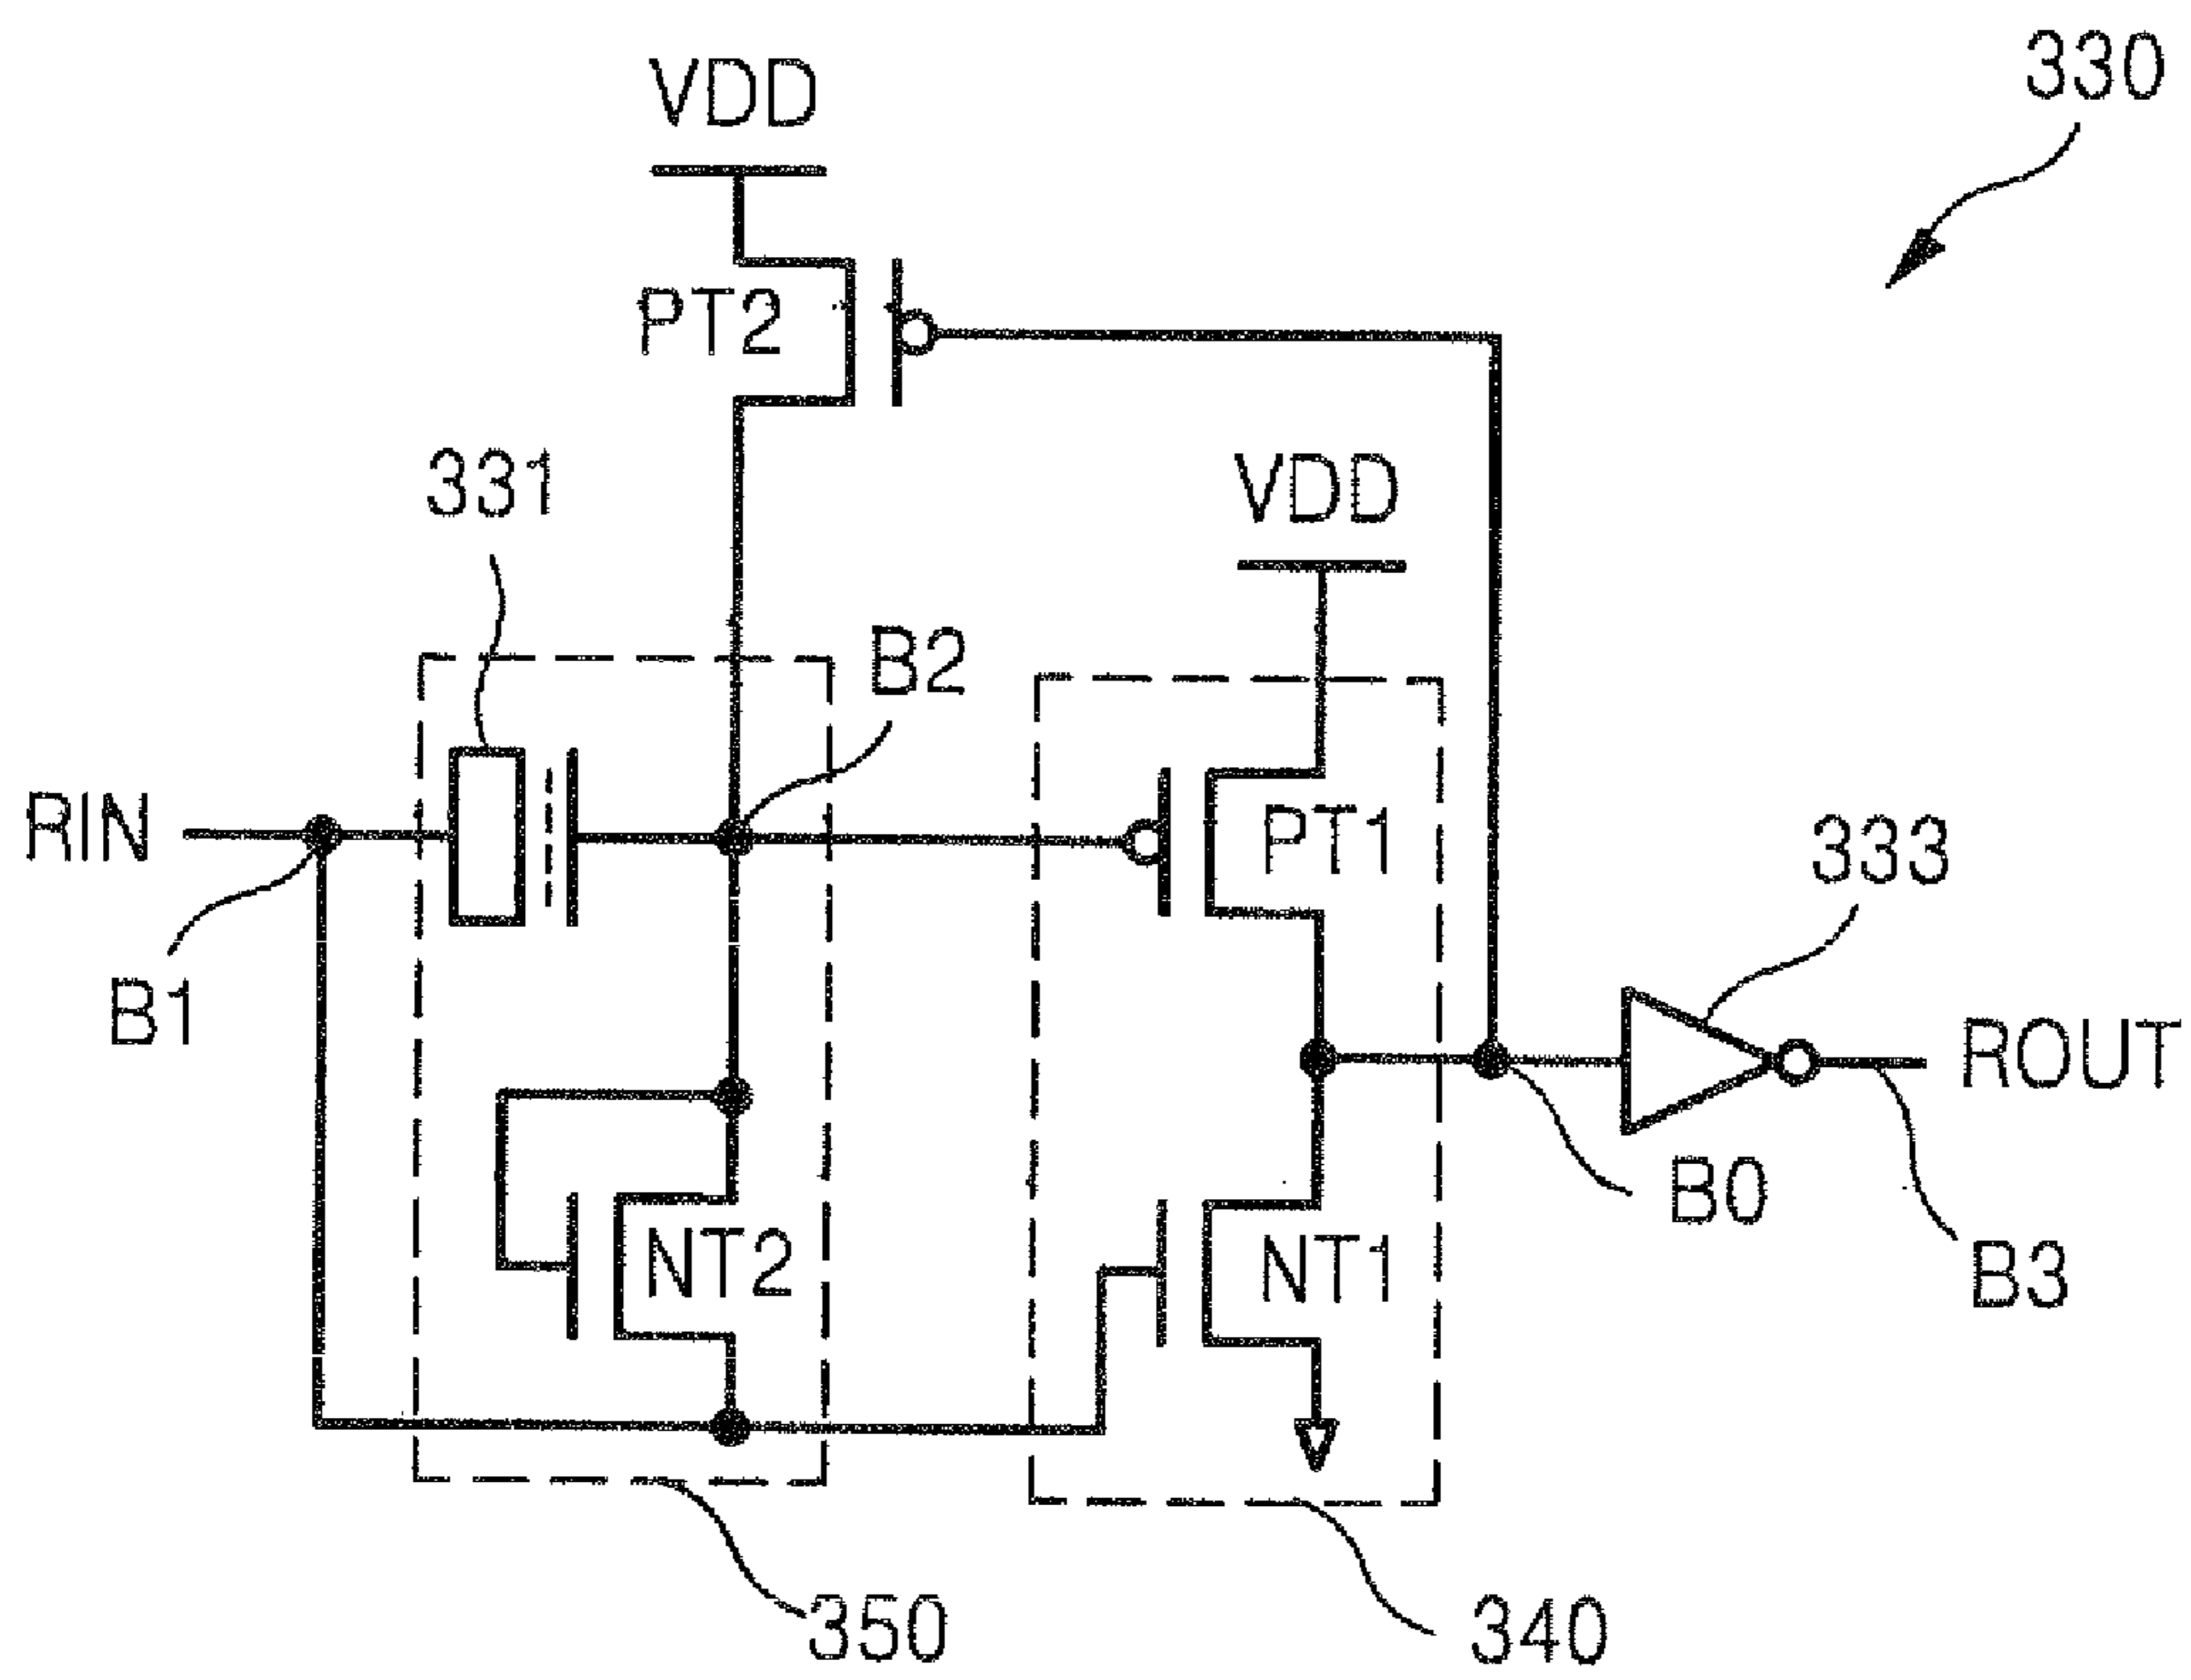 330
VDD
PT2
331
VDD
B2
RIN
PT1
333
B1
ROUT
NT2
NT1
B0
B3
350
340